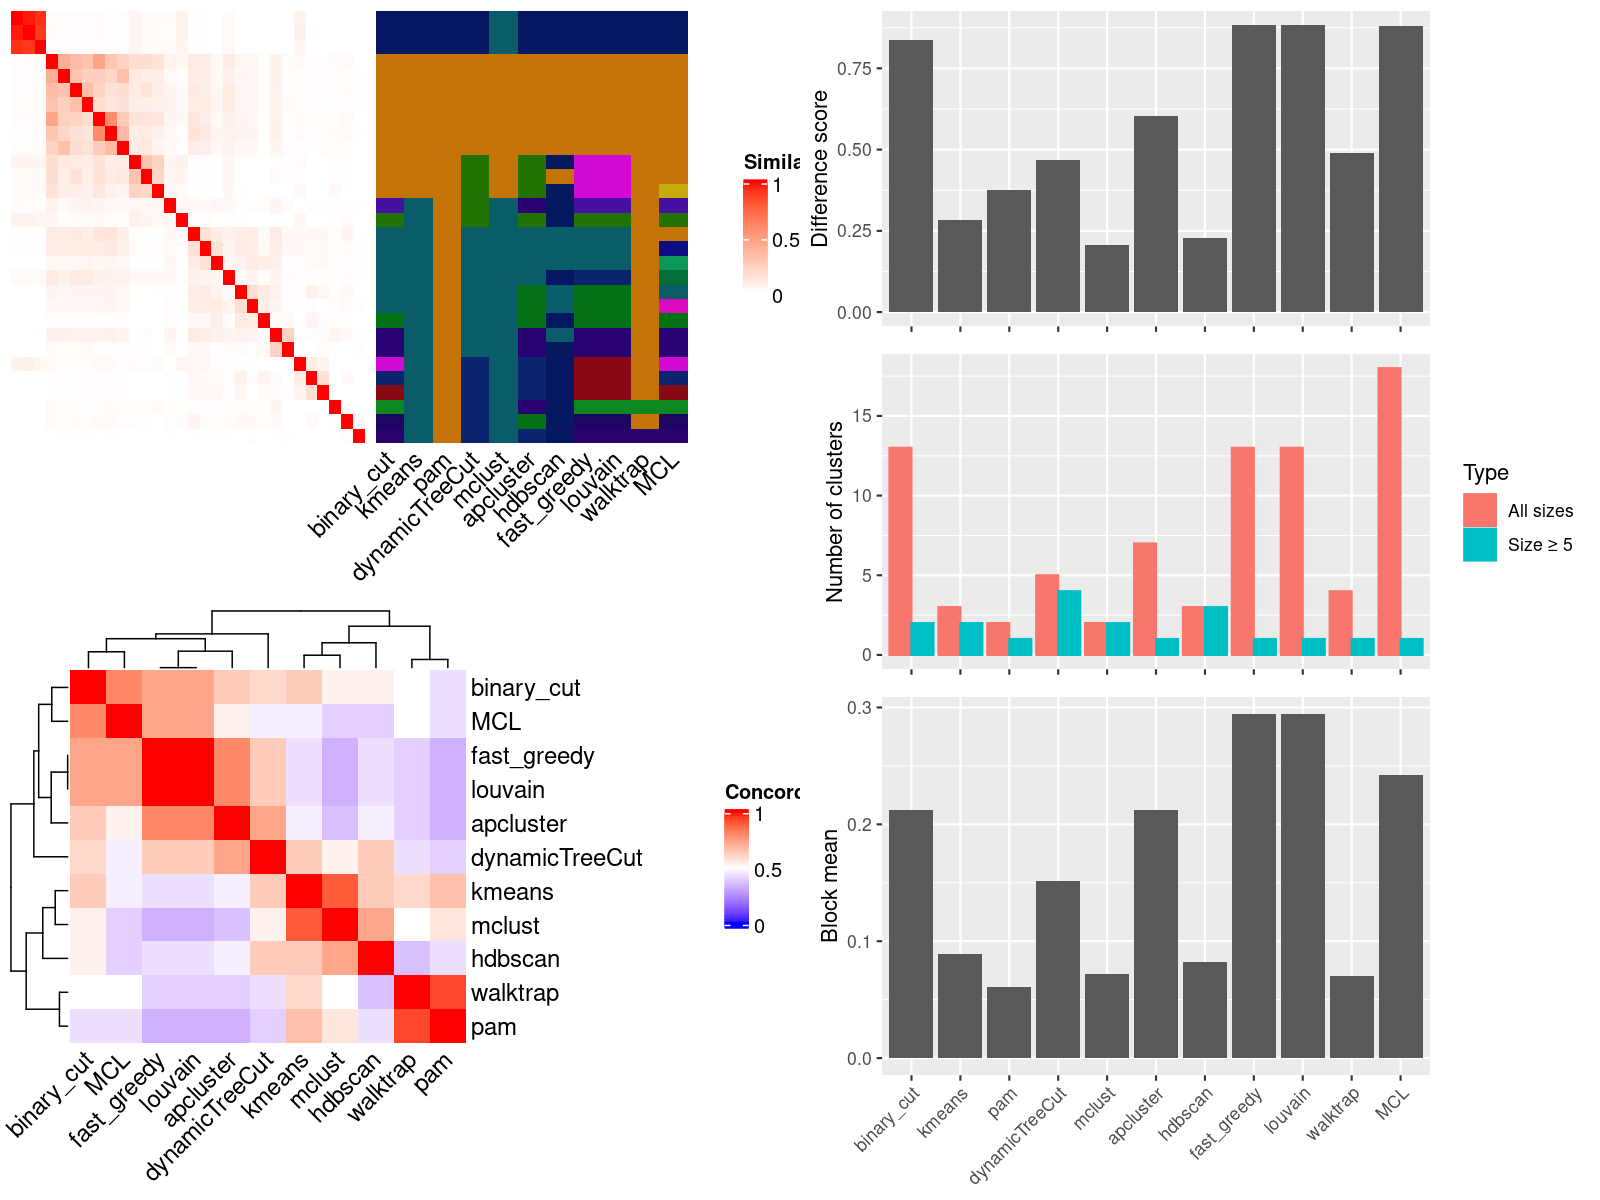 Simila
1
0.5
0
binary_cut
kmeans
pam
dynamicTreeCut
mclust
apcluster
hdbscan
fast_greedy
louvain
walktrap
MCL
Difference score
0.75
0.50
0.25
0.00
Number of clusters
15
10
5
0
Type
All sizes
Size ≥ 5
Block mean
0.3
0.2
0.1
0.0
binary_cut
kmeans
pam
dynamicTreeCut
mclust
apcluster
hdbscan
fast_greedy
louvain
walktrap
MCL
binary_cut
MCL
fast_greedy
louvain
apcluster
dynamicTreeCut
kmeans
mclust
hdbscan
walktrap
pam
Concord
1
0.5
0
binary_cut
MCL
fast_greedy
louvain
apcluster
dynamicTreeCut
kmeans
mclust
hdbscan
walktrap
pam